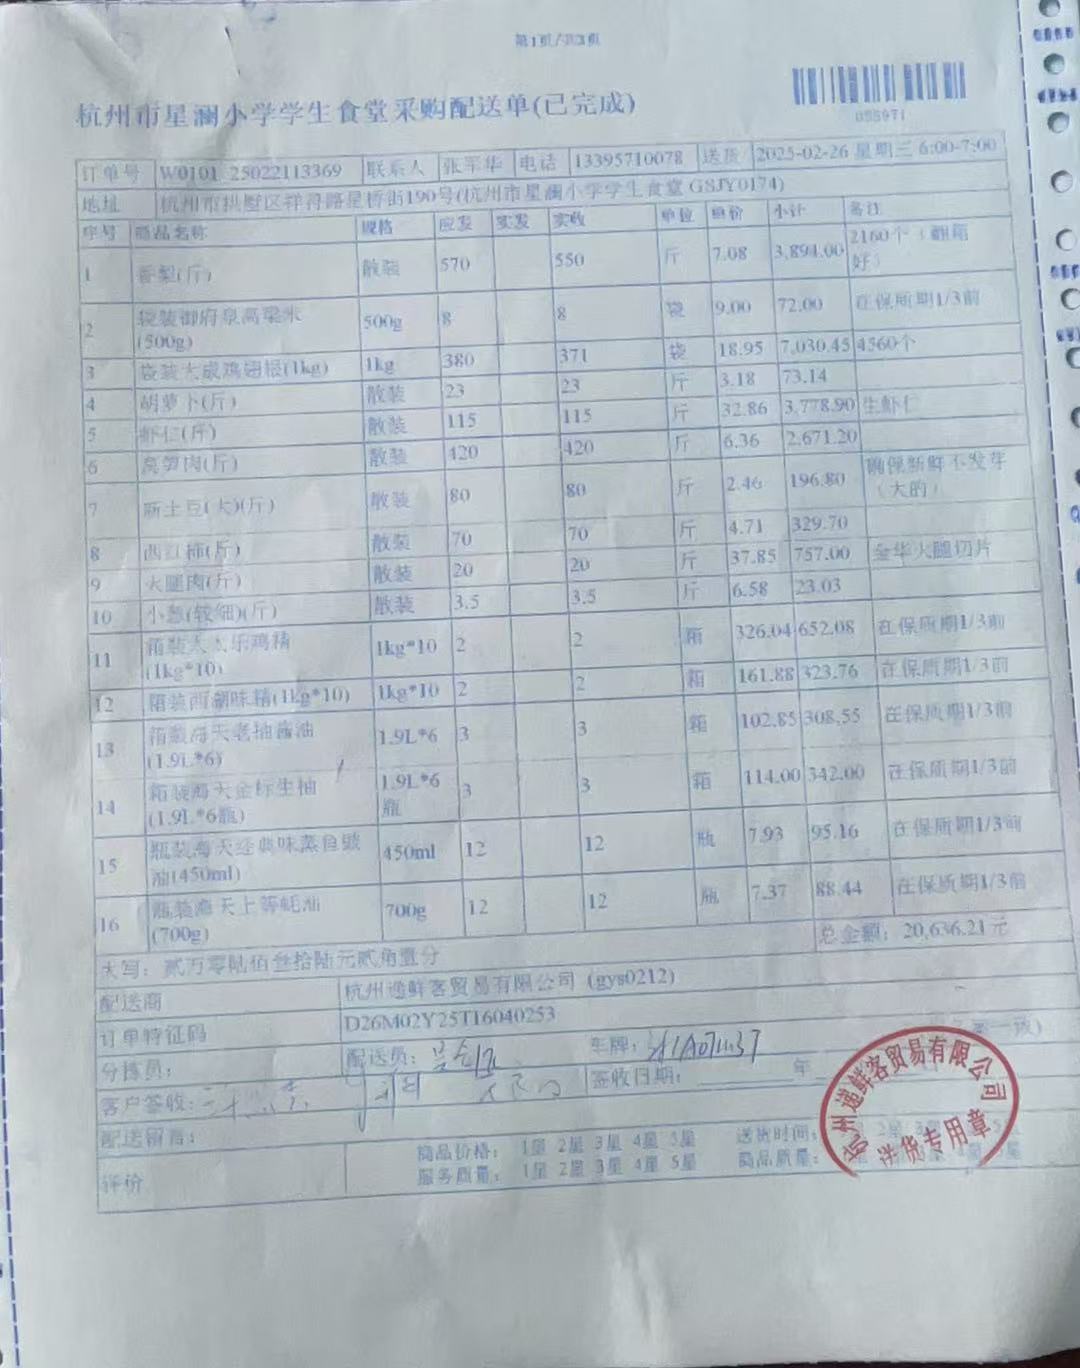 第1页/共1页
杭州市星澜小学学生食堂采购配送单(已完成)
055971
订单号 W0101_25022113369 联系人 张军华 电话 13395710078 送货 2025-02-26 星期三 6:00-7:00
地址 杭州市拱墅区祥符路星桥街190号(杭州市星澜小学学生食堂 GSJY0174)
序号 商品名称 规格 应发 实发 实收 单位 单价 小计 备注
1 香梨(斤) 散装 570 550 斤 7.08 3,894.00 2160个（翻箱
好）
2 袋装御府泉高粱米
(500g) 500g 8 8 袋 9.00 72.00 在保质期1/3前
3 袋装大成鸡翅根(1kg) 1kg 380 371 袋 18.95 7,030.45 4560个
4 胡萝卜(斤) 散装 23 23 斤 3.18 73.14
5 虾仁(斤) 散装 115 115 斤 32.86 3,778.90 生虾仁
6 莴笋肉(斤) 散装 420 420 斤 6.36 2,671.20
7 新土豆(大)(斤) 散装 80 80 斤 2.46 196.80 确保新鲜不发芽
（大的）
8 西红柿(斤) 散装 70 70 斤 4.71 329.70
9 火腿肉(斤) 散装 20 20 斤 37.85 757.00 金华火腿切片
10 小葱(较细)(斤) 散装 3.5 3.5 斤 6.58 23.03
11 箱装太太乐鸡精
(1kg*10) 1kg*10 2 2 箱 326.04 652.08 在保质期1/3前
12 箱装西湖味精(1kg*10) 1kg*10 2 2 箱 161.88 323.76 在保质期1/3前
13 箱装海天老抽酱油
(1.9L*6) 1.9L*6 3 3 箱 102.85 308.55 在保质期1/3前
14 箱装海天金标生抽
(1.9L*6瓶) 1.9L*6
瓶 3 3 箱 114.00 342.00 在保质期1/3前
15 瓶装海天经典味蒸鱼豉
油(450ml) 450ml 12 12 瓶 7.93 95.16 在保质期1/3前
16 瓶装海天上等蚝油
(700g) 700g 12 12 瓶 7.37 88.44 在保质期1/3前
总金额：20,636.21元
大写：贰万零陆佰叁拾陆元贰角壹分
配送商 杭州递鲜客贸易有限公司 (gys0212)
订单特征码 D26M02Y25T16040253
分拣员： 配送员： 车牌：
客户签收： 签收日期： 年
配送留言：
评价 商品价格： 1星 2星 3星 4星 5星 送货时间：
服务质量： 1星 2星 3星 4星 5星 商品质量：
杭州递鲜客贸易有限公司
送货专用章